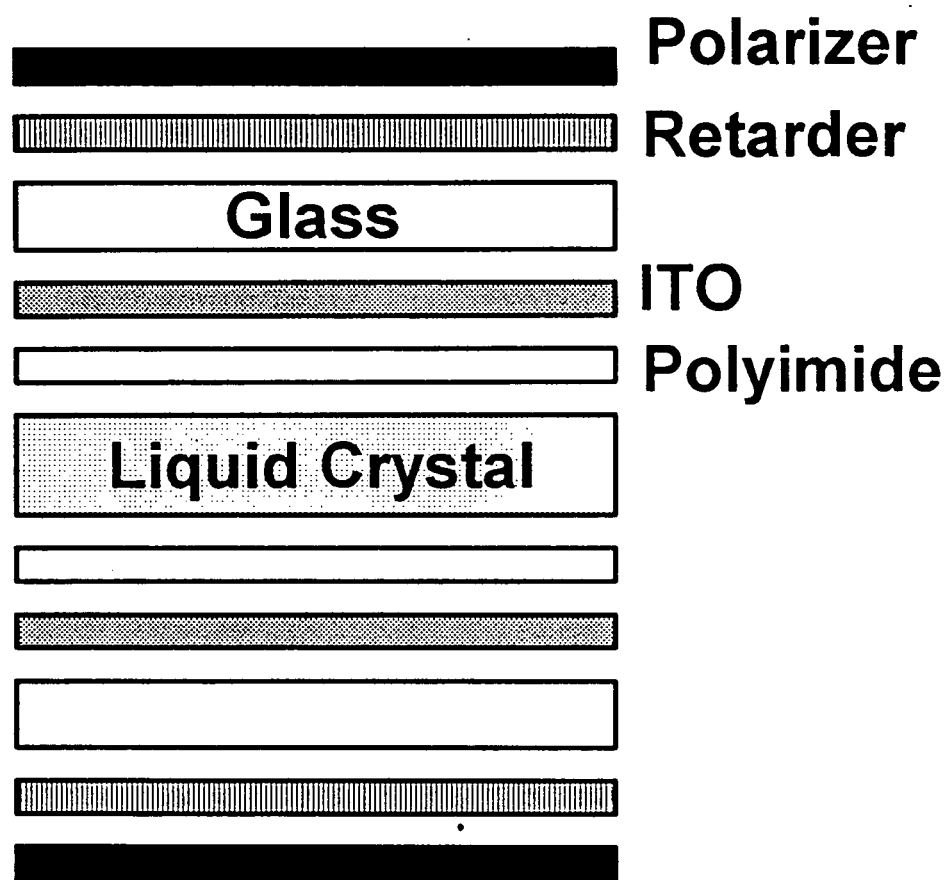 Polarizer
Retarder
Glass
ITO
Polyimide
Liquid Crystal